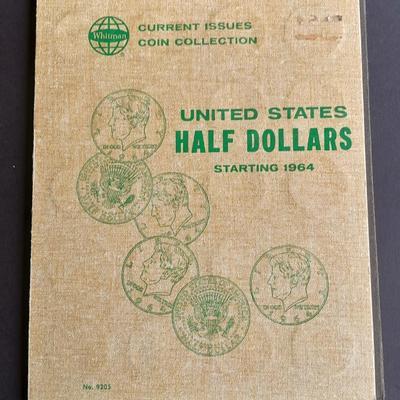 Whitman
CURRENT ISSUES
COIN COLLECTION
UNITED STATES
HALF DOLLARS
STARTING 1964
No. 9205